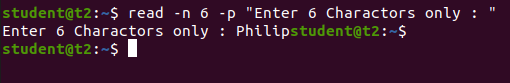 student@t2:~$ read -n 6 -p "Enter 6 Charactors only : "
Enter 6 Charactors only : Philipstudent@t2:~$
student@t2:~$